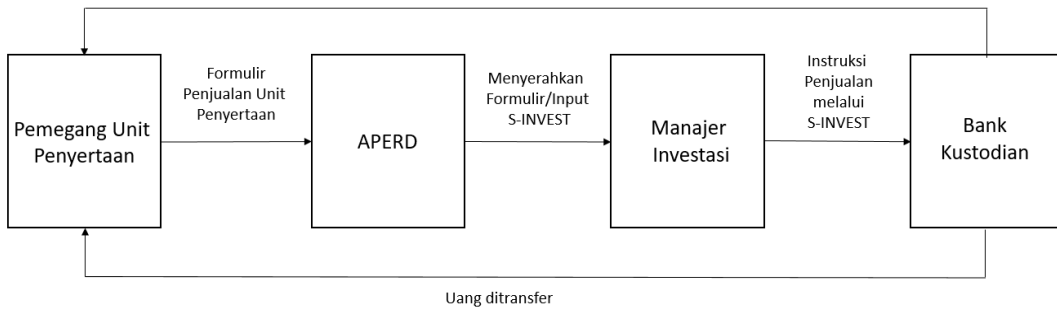 Formulir
Penjualan Unit
Penyertaan
Menyerahkan
Formulir/Input
S-INVEST
Instruksi
Penjualan
melalui
S-INVEST
Pemegang Unit
Penyertaan
APERD
Manajer
Investasi
Bank
Kustodian
Uang ditransfer